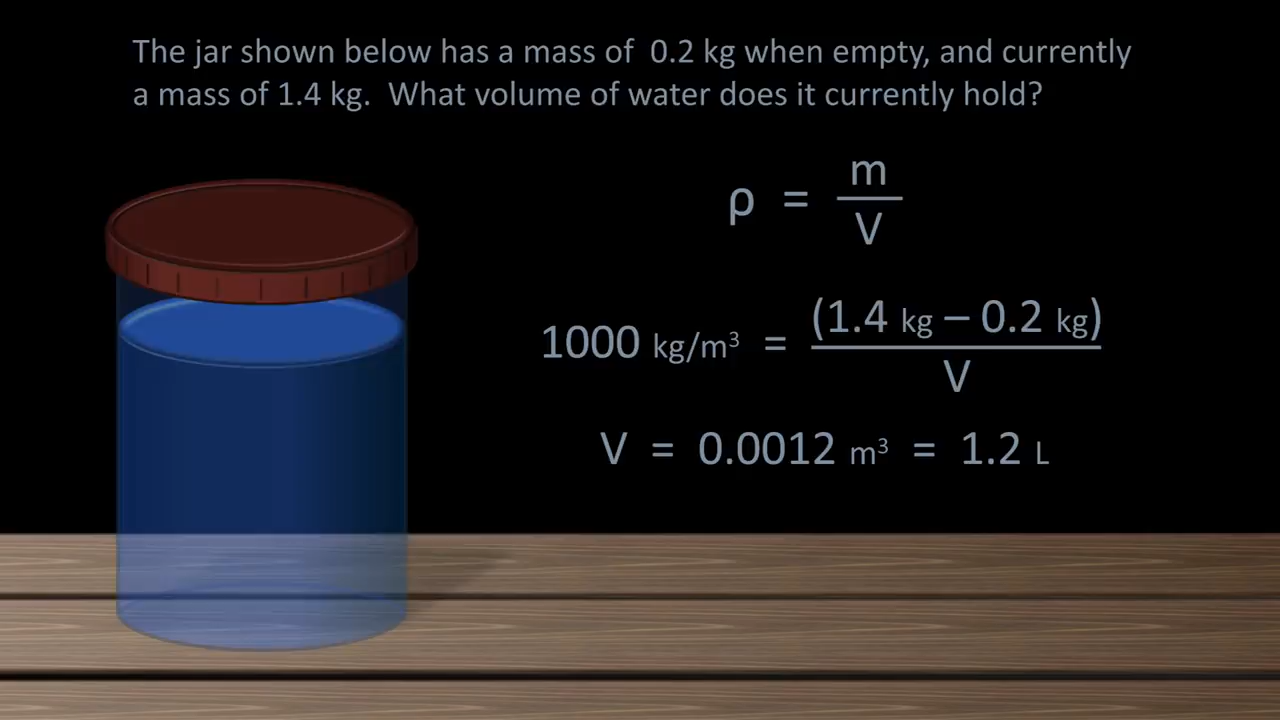 The jar shown below has a mass of 0.2 kg when empty, and currently
a mass of 1.4 kg. What volume of water does it currently hold?
ρ = m/V
1000 kg/m³ = (1.4 kg – 0.2 kg)/V
V = 0.0012 m³ = 1.2 L